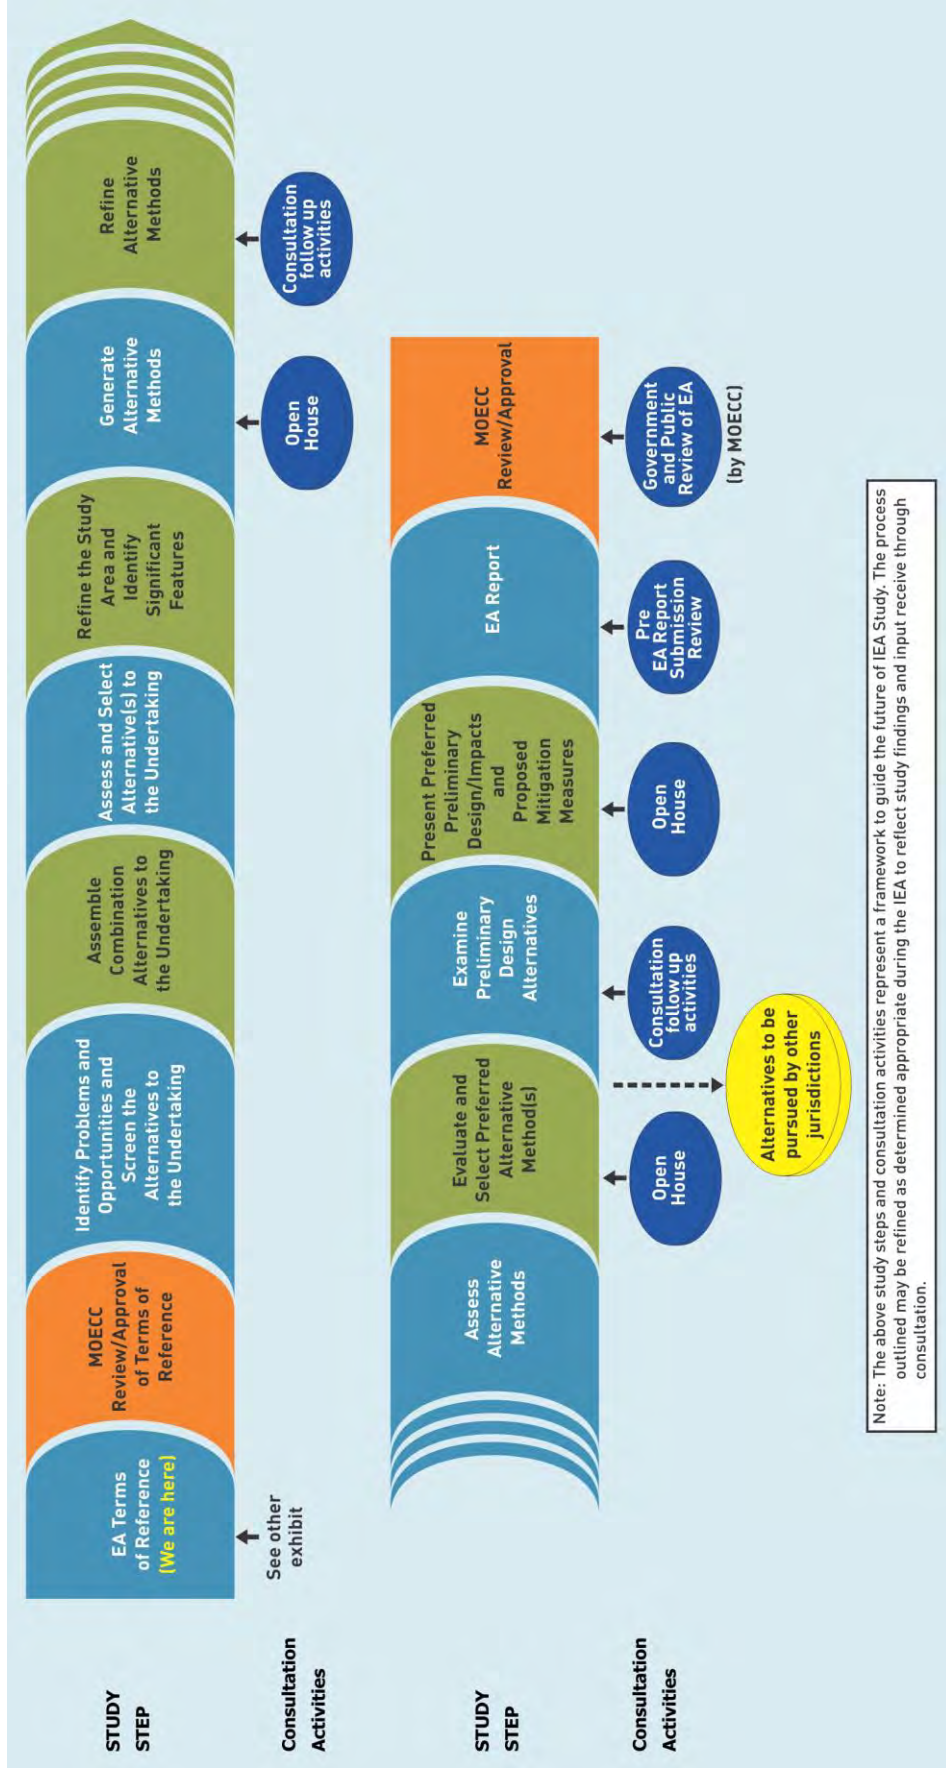 STUDY
STEP
EA Terms
of Reference
(We are here)
MOECC
Review/Approval
of Terms of
Reference
Identify Problems and
Opportunities and
Screen the
Alternatives to
the Undertaking
Assemble
Combination
Alternatives to
the Undertaking
Assess and Select
Alternative(s) to
the Undertaking
Refine the Study
Area and
Identify
Significant
Features
Generate
Alternative
Methods
Refine
Alternative
Methods
Consultation
Activities
See other
exhibit
Open
House
Consultation
follow up
activities
STUDY
STEP
Assess
Alternative
Methods
Evaluate and
Select Preferred
Alternative
Method(s)
Examine
Preliminary
Design
Alternatives
Present Preferred
Preliminary
Design/Impacts
and
Proposed
Mitigation
Measures
EA Report
MOECC
Review/Approval
Consultation
Activities
Open
House
Consultation
follow up
activities
Open
House
Pre
EA Report
Submission
Review
Government
and Public
Review of EA
(by MOECC)
Alternatives to be
pursued by other
jurisdictions
Note: The above study steps and consultation activities represent a framework to guide the future of IEA Study. The process
outlined may be refined as determined appropriate during the IEA to reflect study findings and input receive through
consultation.